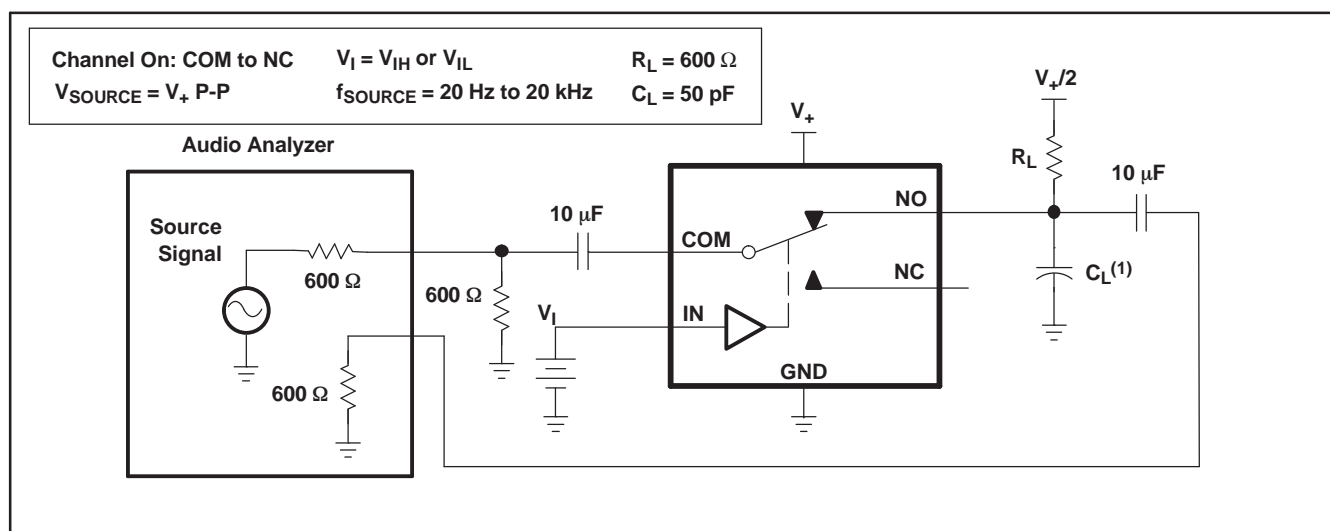 Channel On: COM to NC
V_I = V_IH or V_IL
R_L = 600 Ω
V_SOURCE = V_+ P-P
f_SOURCE = 20 Hz to 20 kHz
C_L = 50 pF
Audio Analyzer
V_+
V_+/2
R_L
10 μF
NO
Source
Signal
10 μF
COM
600 Ω
NC
C_L(1)
600 Ω
V_I
IN
GND
600 Ω